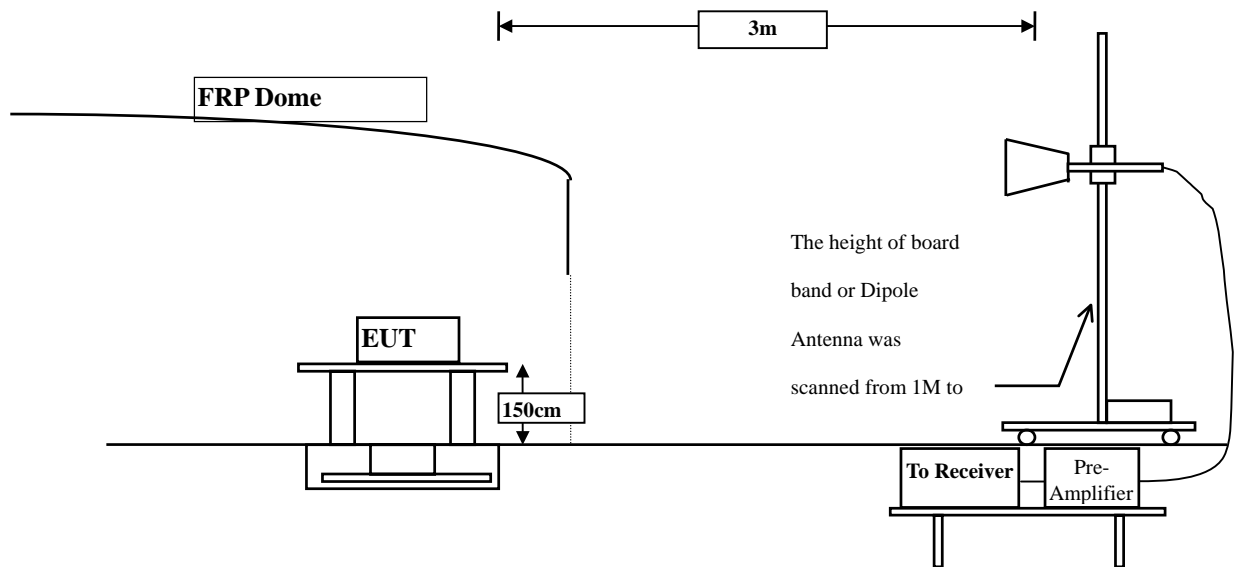 3m
FRP Dome
The height of board
band or Dipole
Antenna was
scanned from 1M to
EUT
150cm
To Receiver
Pre-
Amplifier